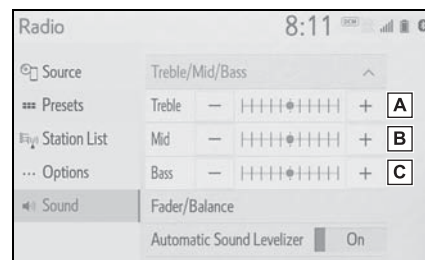 Radio 8:11 DCM
Source
Presets
Station List
Options
Sound
Treble/Mid/Bass
Treble − + A
Mid − + B
Bass − + C
Fader/Balance
Automatic Sound Levelizer On